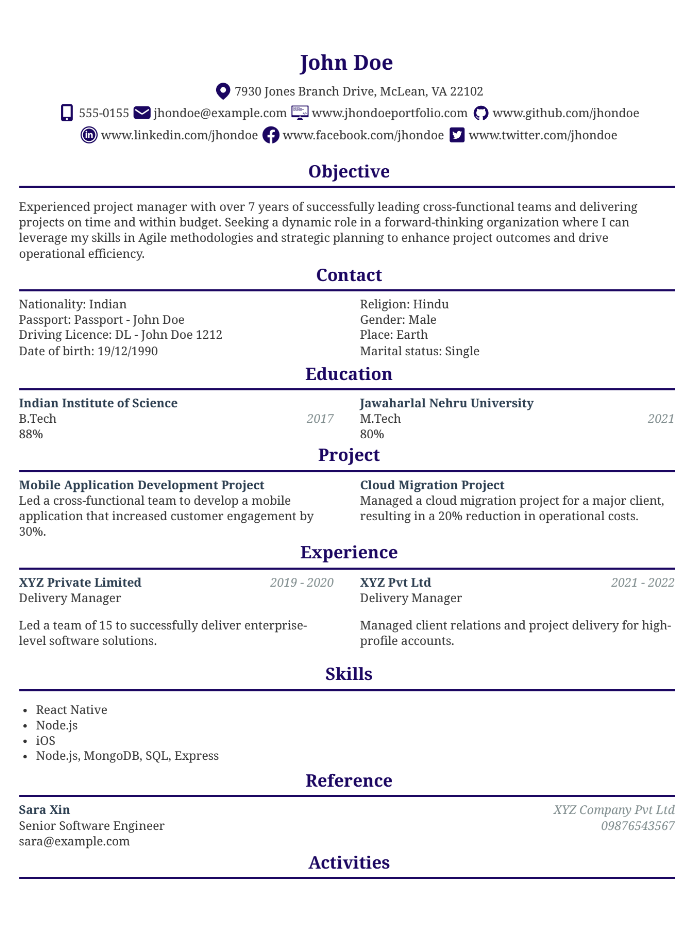 John Doe
7930 Jones Branch Drive, McLean, VA 22102
555-0155 jhondoe@example.com www.jhondoeportfolio.com www.github.com/jhondoe
www.linkedin.com/jhondoe www.facebook.com/jhondoe www.twitter.com/jhondoe
Objective
Experienced project manager with over 7 years of successfully leading cross-functional teams and delivering
projects on time and within budget. Seeking a dynamic role in a forward-thinking organization where I can
leverage my skills in Agile methodologies and strategic planning to enhance project outcomes and drive
operational efficiency.
Contact
Nationality: Indian
Passport: Passport - John Doe
Driving Licence: DL - John Doe 1212
Date of birth: 19/12/1990
Religion: Hindu
Gender: Male
Place: Earth
Marital status: Single
Education
Indian Institute of Science
B.Tech 2017
88%
Jawaharlal Nehru University
M.Tech 2021
80%
Project
Mobile Application Development Project
Led a cross-functional team to develop a mobile
application that increased customer engagement by
30%.
Cloud Migration Project
Managed a cloud migration project for a major client,
resulting in a 20% reduction in operational costs.
Experience
XYZ Private Limited 2019 - 2020
Delivery Manager
Led a team of 15 to successfully deliver enterprise-
level software solutions.
XYZ Pvt Ltd 2021 - 2022
Delivery Manager
Managed client relations and project delivery for high-
profile accounts.
Skills
• React Native
• Node.js
• iOS
• Node.js, MongoDB, SQL, Express
Reference
Sara Xin XYZ Company Pvt Ltd
Senior Software Engineer 09876543567
sara@example.com
Activities